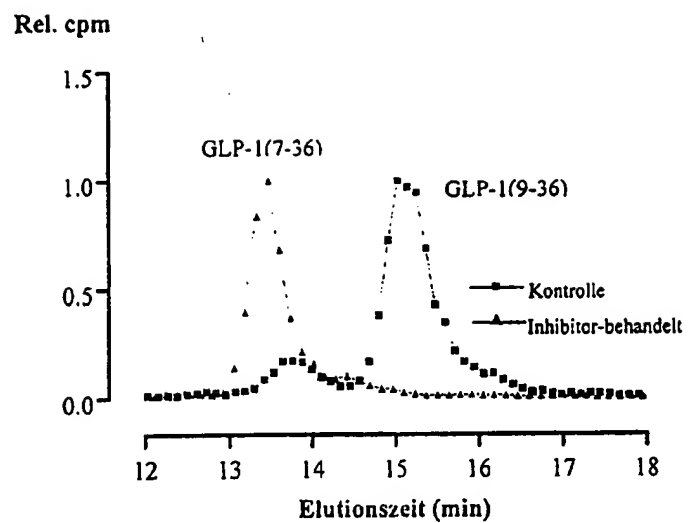 Rel. cpm
1.5
GLP-1(7-36)
1.0
GLP-1(9-36)
0.5
Kontrolle
Inhibitor-behandelt
0.0
12 13 14 15 16 17 18
Elutionszeit (min)